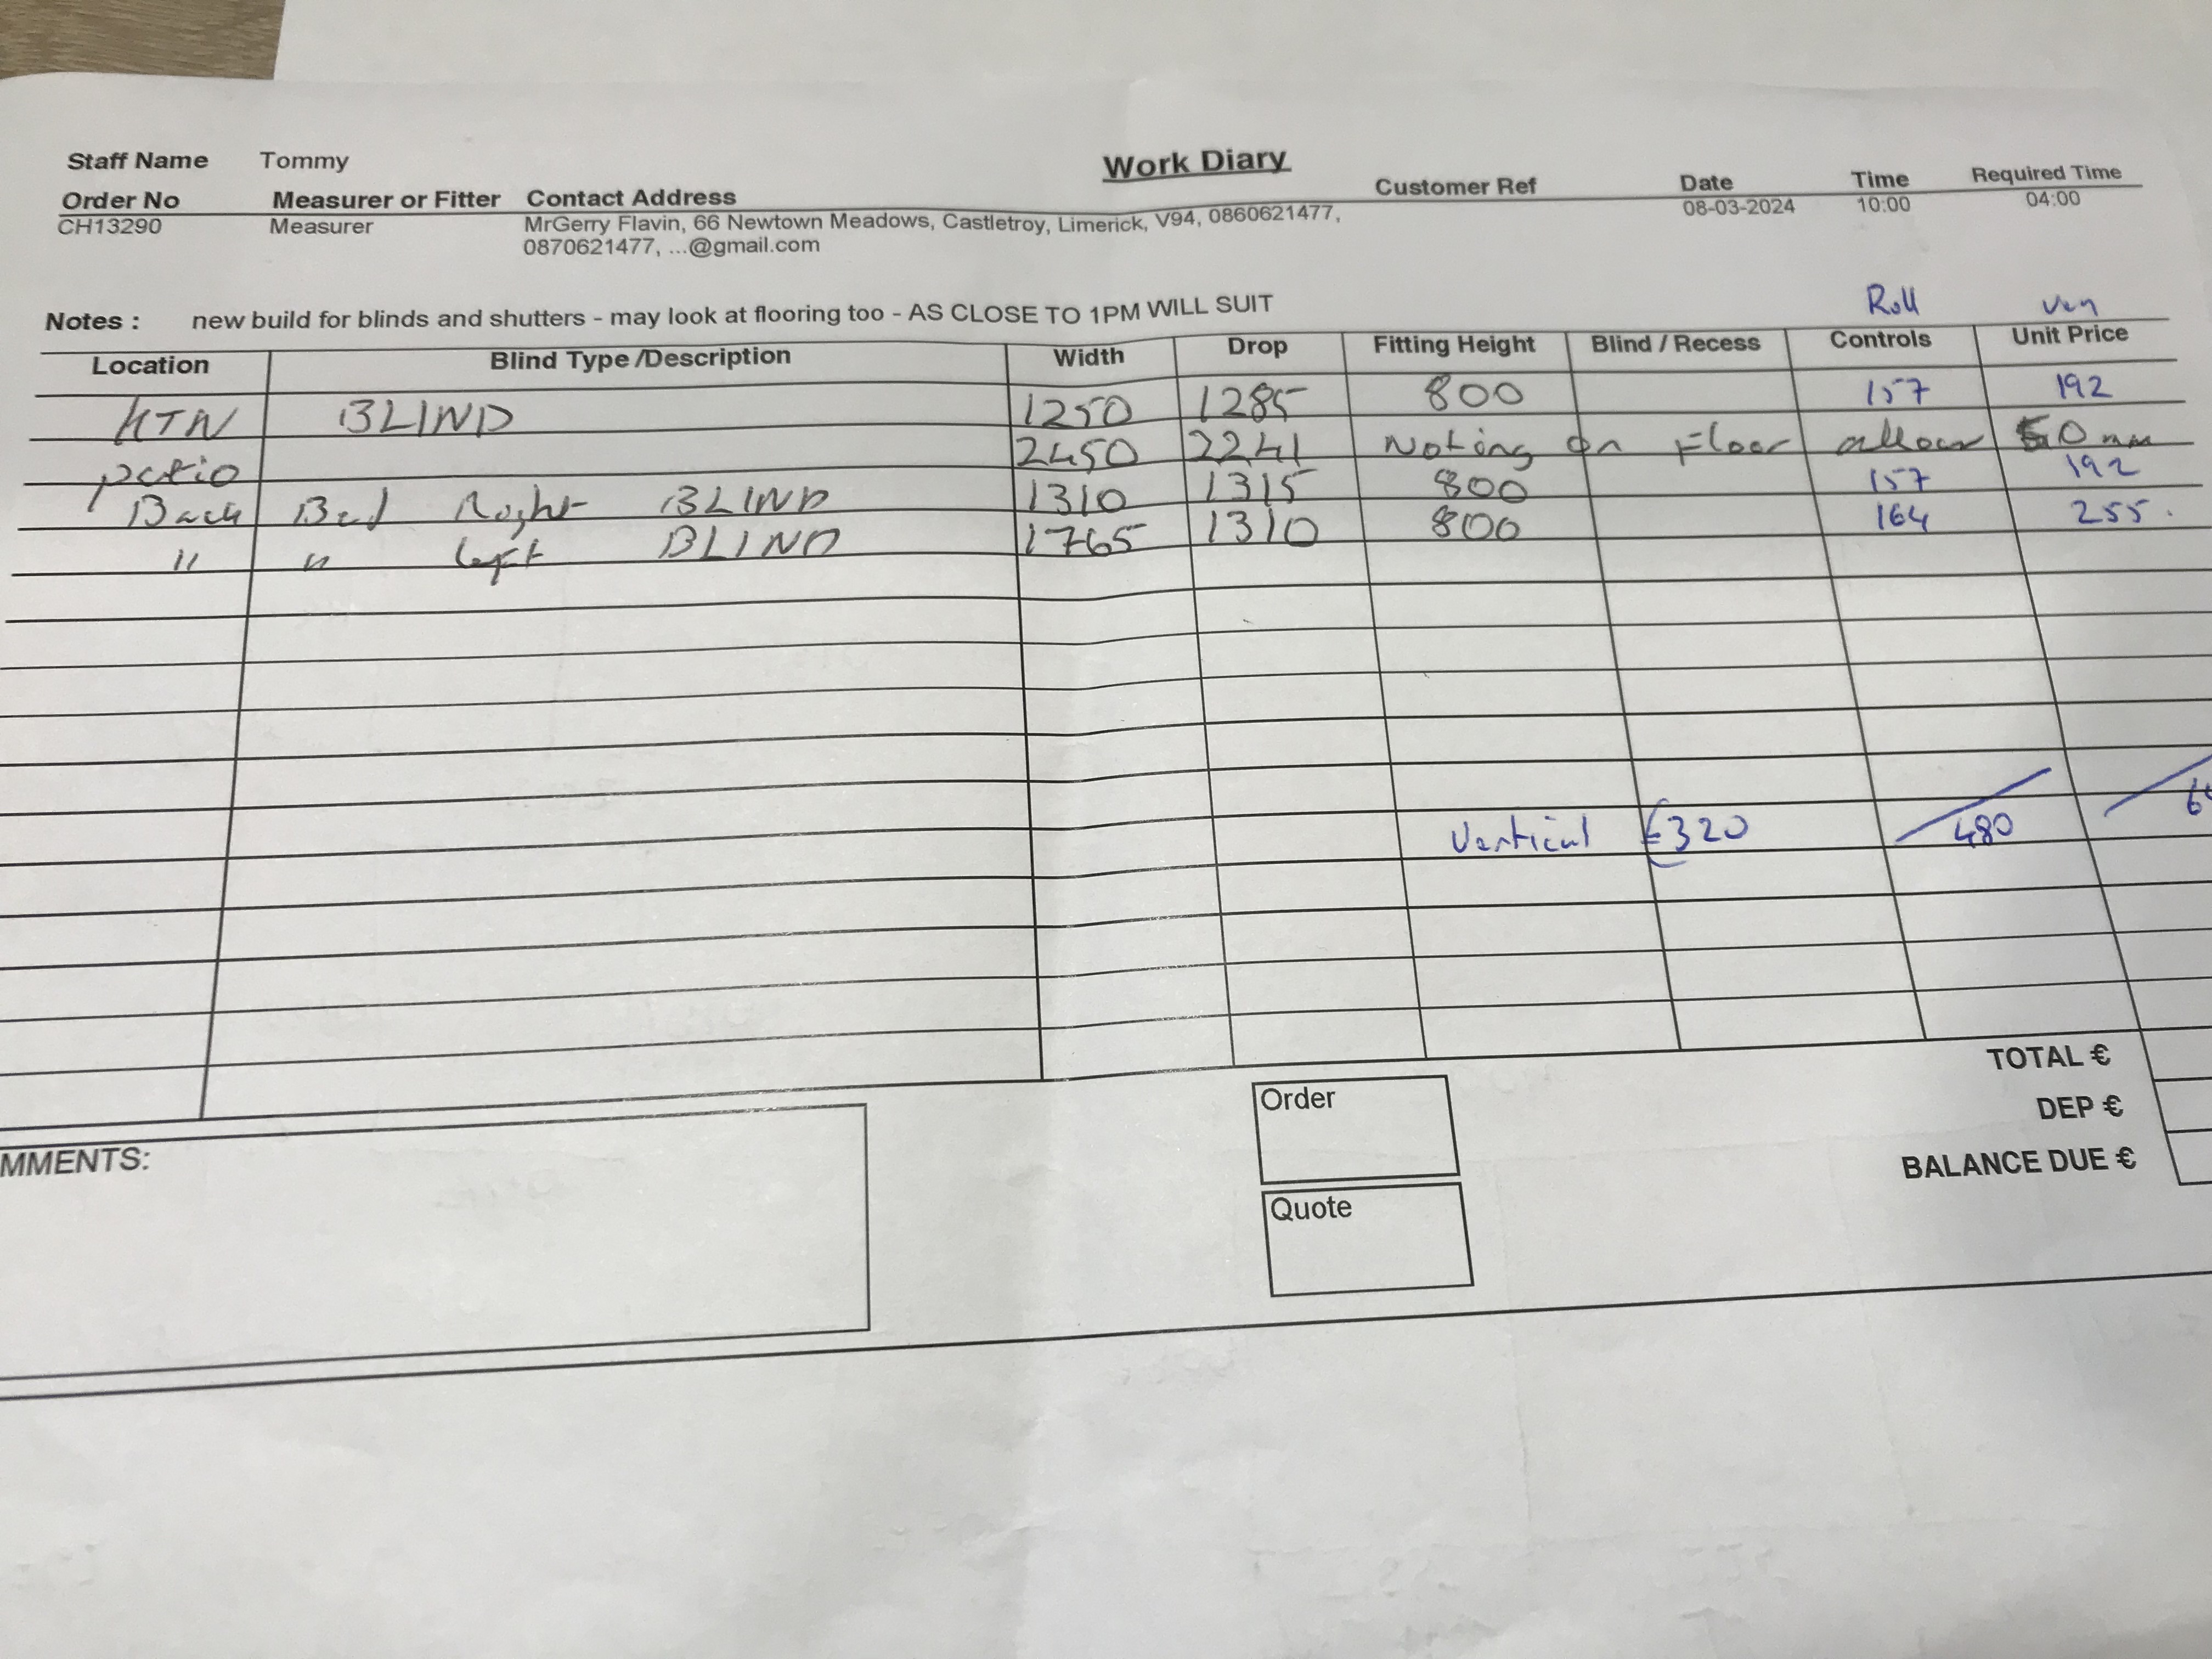 Work Diary
Staff Name Tommy
Order No Measurer or Fitter Contact Address Customer Ref Date Time Required Time
CH13290 Measurer MrGerry Flavin, 66 Newtown Meadows, Castletroy, Limerick, V94, 0860621477, 08-03-2024 10:00 04:00
0870621477, ...@gmail.com
Roll Ven
Notes : new build for blinds and shutters - may look at flooring too - AS CLOSE TO 1PM WILL SUIT
Location Blind Type /Description Width Drop Fitting Height Blind / Recess Controls Unit Price
KTN BLIND 1250 1285 800 157 192
patio 2450 2241 Noting on Floor allow 50 mm
Back Bed Right BLIND 1310 1315 800 157 192
" " left BLIND 1765 1310 800 164 255.
Vertical €320 480
TOTAL €
DEP €
BALANCE DUE €
Order
Quote
MMENTS: